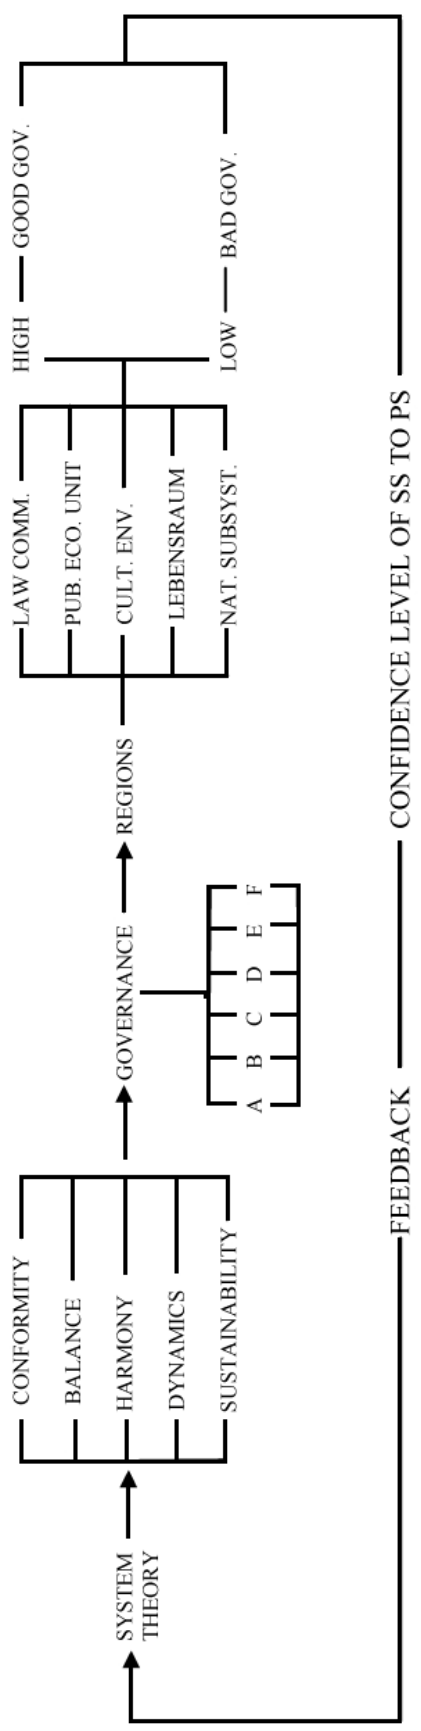 SYSTEM
THEORY
CONFORMITY
BALANCE
HARMONY
DYNAMICS
SUSTAINABILITY
GOVERNANCE
A B C D E F
REGIONS
LAW COMM.
PUB. ECO. UNIT
CULT. ENV.
LEBENSRAUM
NAT. SUBSYST.
HIGH
GOOD GOV.
LOW
BAD GOV.
FEEDBACK
CONFIDENCE LEVEL OF SS TO PS